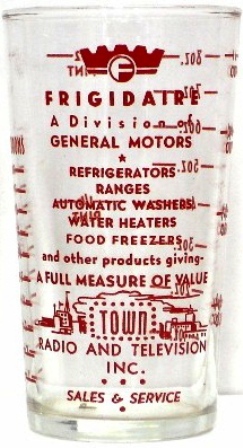 F
FRIGIDAIRE
A Division of
GENERAL MOTORS
REFRIGERATORS
RANGES
AUTOMATIC WASHERS
WATER HEATERS
FOOD FREEZERS
and other products giving-
A FULL MEASURE OF VALUE
TOWN
RADIO AND TELEVISION
INC.
SALES & SERVICE